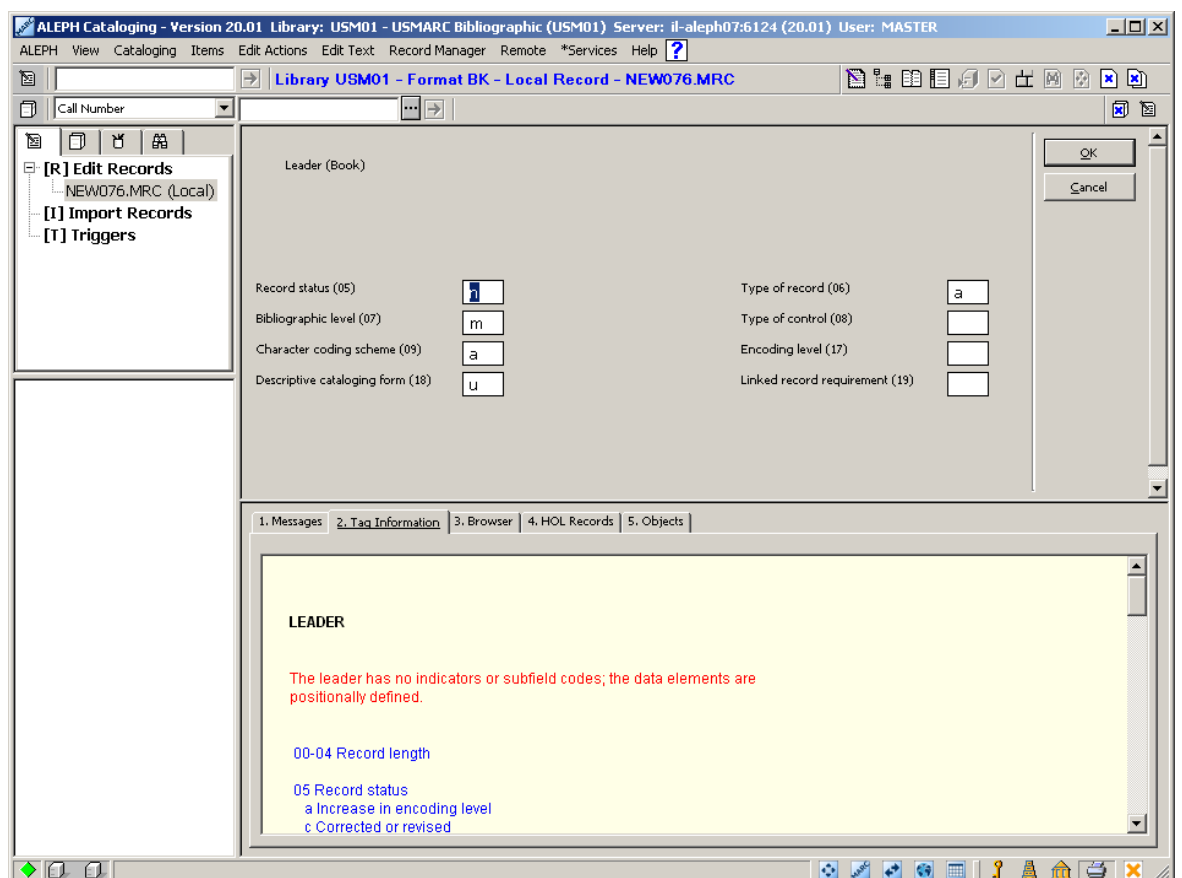 ALEPH Cataloging - Version 20.01 Library: USM01 - USMARC Bibliographic (USM01) Server: il-aleph07:6124 (20.01) User: MASTER
ALEPH View Cataloging Items Edit Actions Edit Text Record Manager Remote *Services Help ?
Library USM01 - Format BK - Local Record - NEW076.MRC
Call Number ...
[R] Edit Records
NEW076.MRC (Local)
[I] Import Records
[T] Triggers
Leader (Book)
OK
Cancel
Record status (05) n Type of record (06) a
Bibliographic level (07) m Type of control (08)
Character coding scheme (09) a Encoding level (17)
Descriptive cataloging form (18) u Linked record requirement (19)
1. Messages 2. Tag Information 3. Browser 4. HOL Records 5. Objects
LEADER
The leader has no indicators or subfield codes; the data elements are
positionally defined.
00-04 Record length
05 Record status
a Increase in encoding level
c Corrected or revised